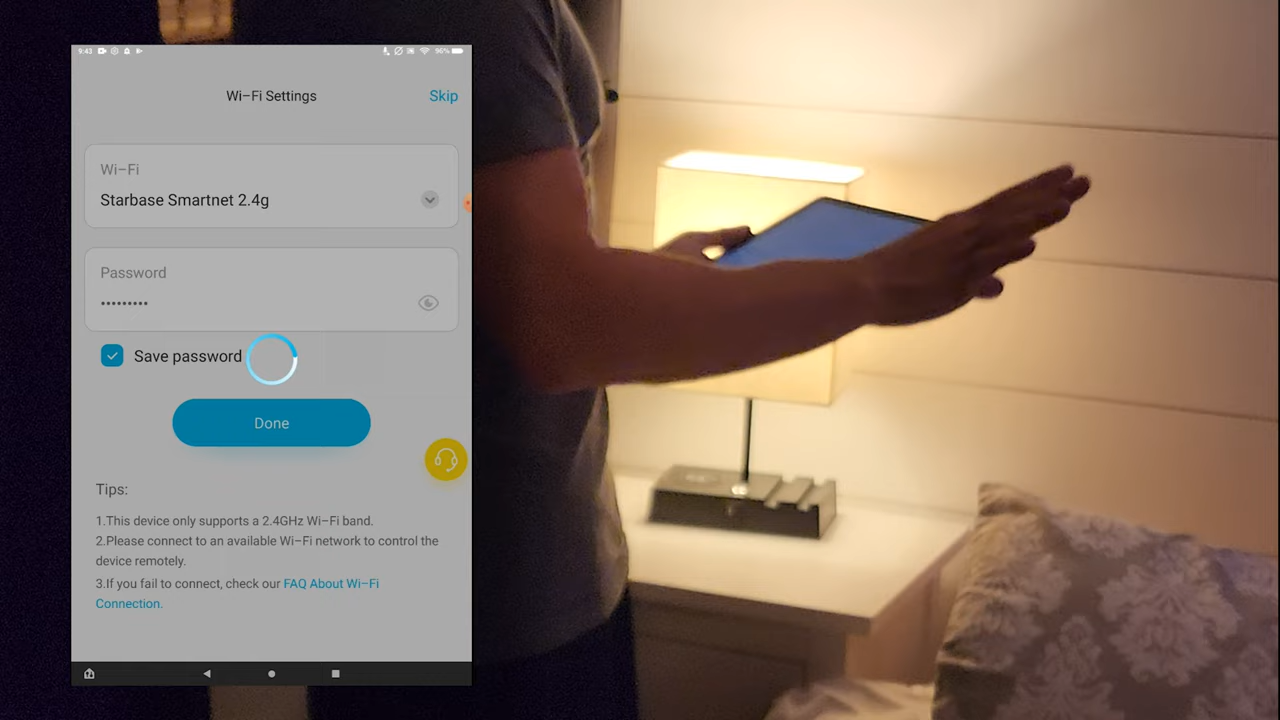 9:43
96%
Wi-Fi Settings
Skip
Wi-Fi
Starbase Smartnet 2.4g
Password
•••••••••
Save password
Done
Tips:
1.This device only supports a 2.4GHz Wi-Fi band.
2.Please connect to an available Wi-Fi network to control the
device remotely.
3.If you fail to connect, check our FAQ About Wi-Fi
Connection.